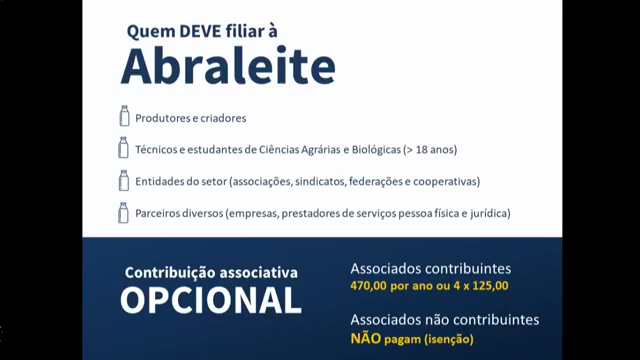 Quem DEVE filiar à
Abraleite
Produtores e criadores
Técnicos e estudantes de Ciências Agrárias e Biológicas (> 18 anos)
Entidades do setor (associações, sindicatos, federações e cooperativas)
Parceiros diversos (empresas, prestadores de serviços pessoa física e jurídica)
Contribuição associativa
OPCIONAL
Associados contribuintes
470,00 por ano ou 4 x 125,00
Associados não contribuintes
NÃO pagam (isenção)